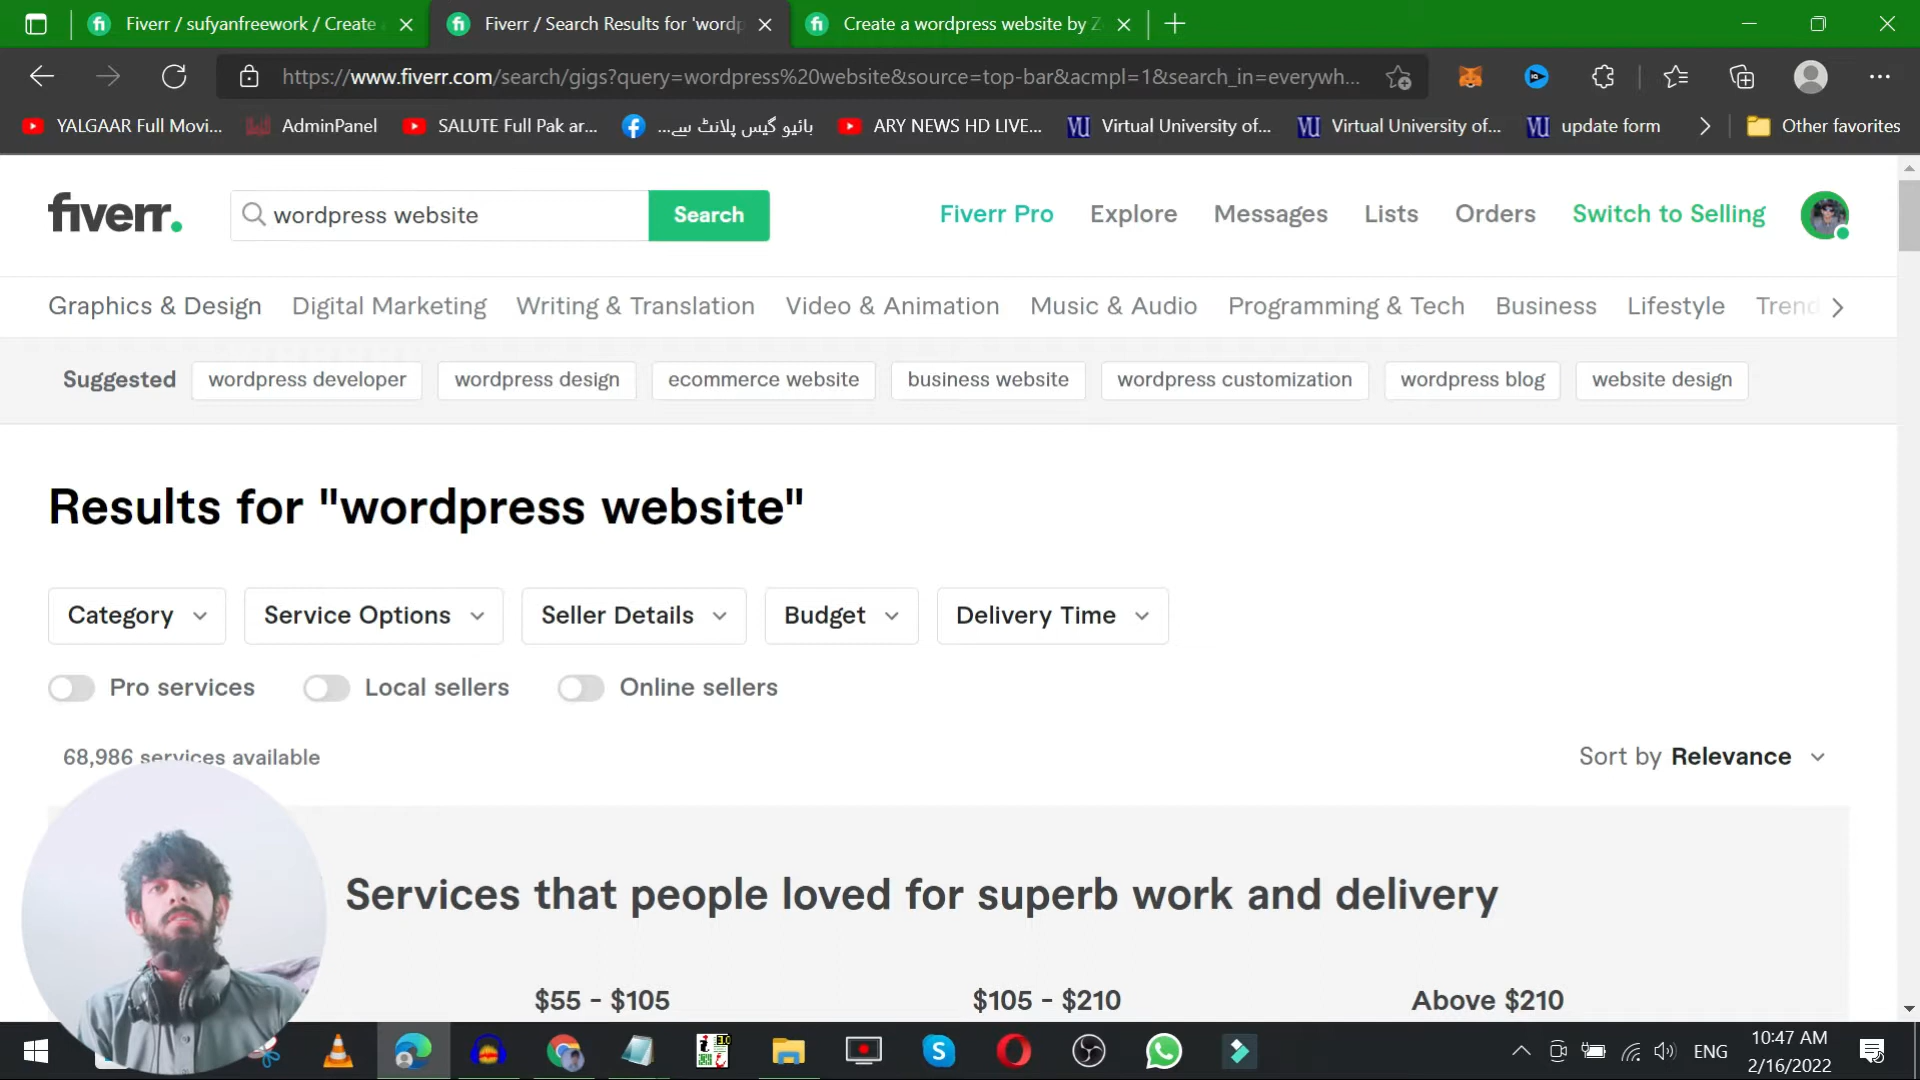 Fiverr / sufyanfreework / Create
Fiverr / Search Results for 'wordp
Create a wordpress website by Z
https://www.fiverr.com/search/gigs?query=wordpress%20website&source=top-bar&acmpl=1&search_in=everywh...
YALGAAR Full Movi...
AdminPanel
SALUTE Full Pak ar...
بائیو گیس پلانٹ سے...
ARY NEWS HD LIVE...
Virtual University of...
Virtual University of...
update form
Other favorites
fiverr.
wordpress website
Search
Fiverr Pro
Explore
Messages
Lists
Orders
Switch to Selling
Graphics & Design
Digital Marketing
Writing & Translation
Video & Animation
Music & Audio
Programming & Tech
Business
Lifestyle
Trend
Suggested
wordpress developer
wordpress design
ecommerce website
business website
wordpress customization
wordpress blog
website design
Results for "wordpress website"
Category
Service Options
Seller Details
Budget
Delivery Time
Pro services
Local sellers
Online sellers
68,986 services available
Sort by Relevance
Services that people loved for superb work and delivery
$55 - $105
$105 - $210
Above $210
ENG
10:47 AM
2/16/2022